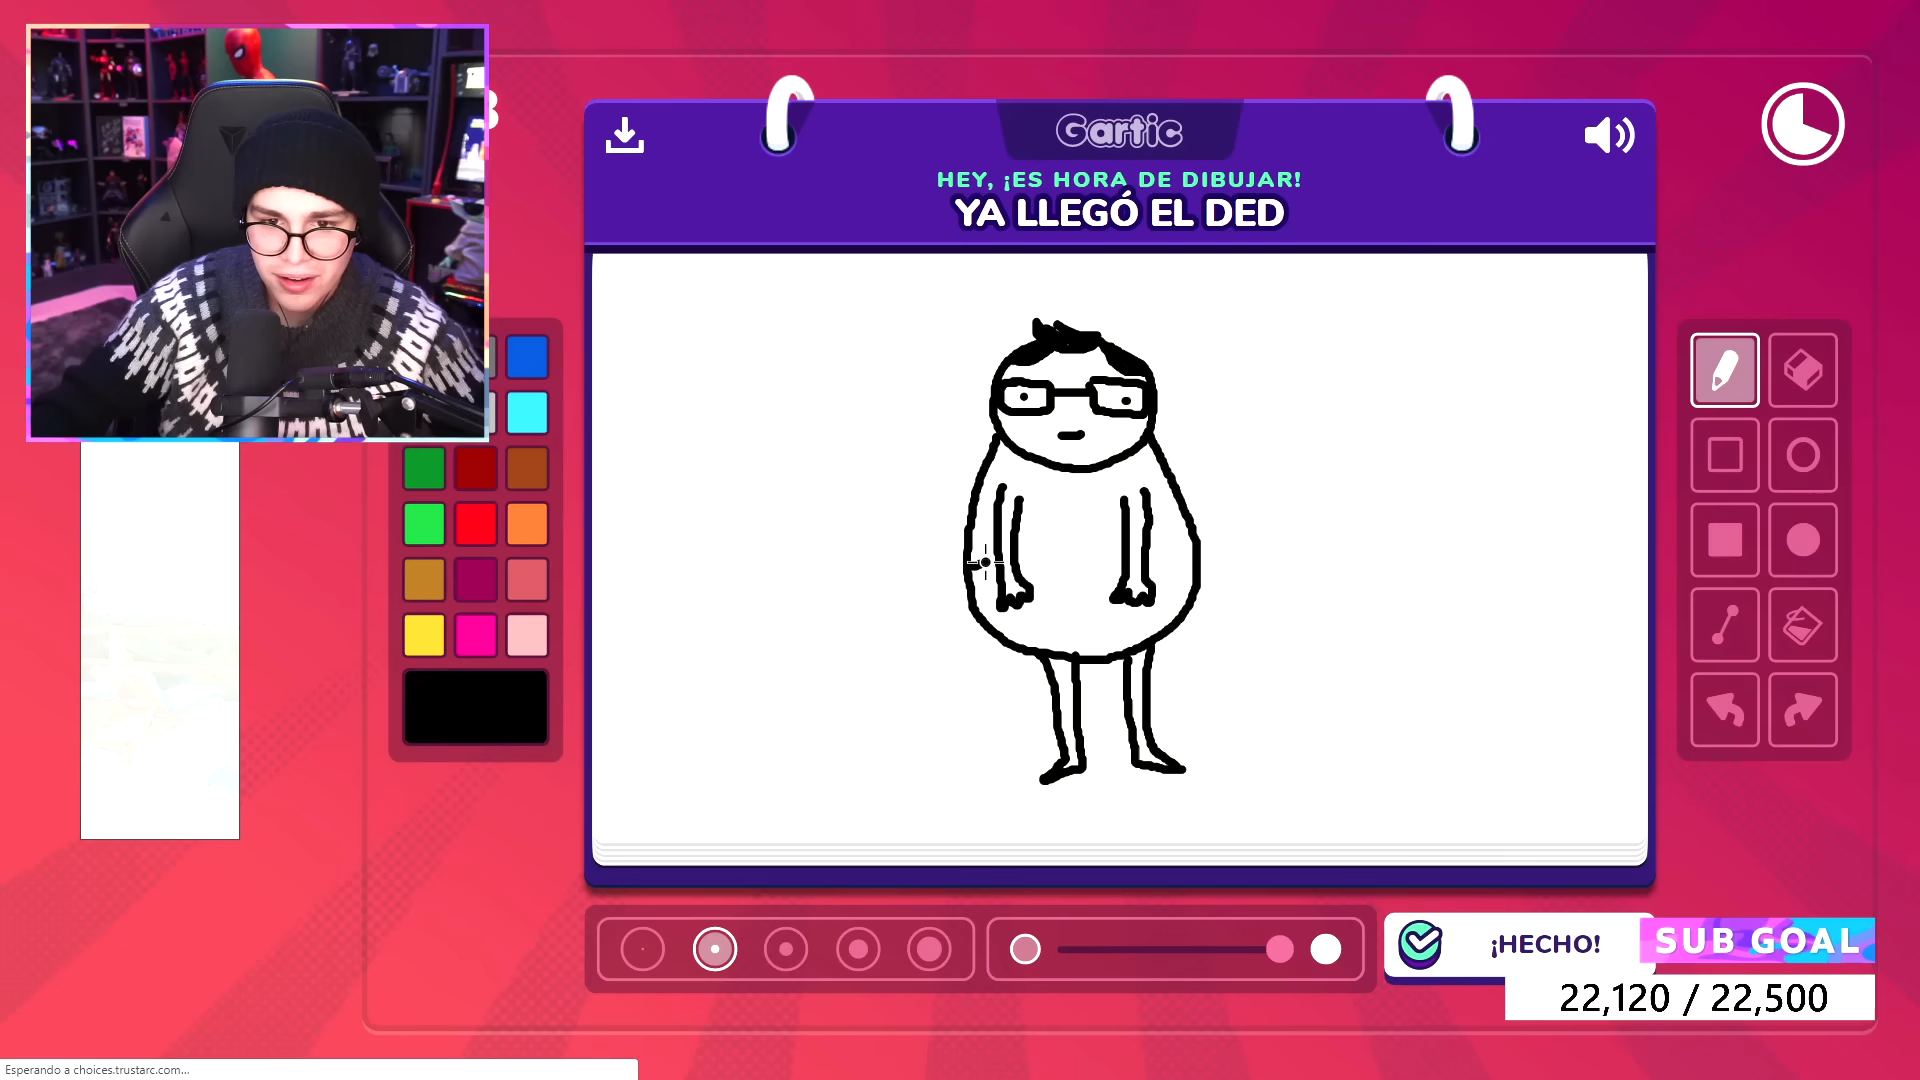 3
Gartic
HEY, ¡ES HORA DE DIBUJAR!
YA LLEGÓ EL DED
¡HECHO!
SUB GOAL
22,120 / 22,500
Esperando a choices.trustarc.com...